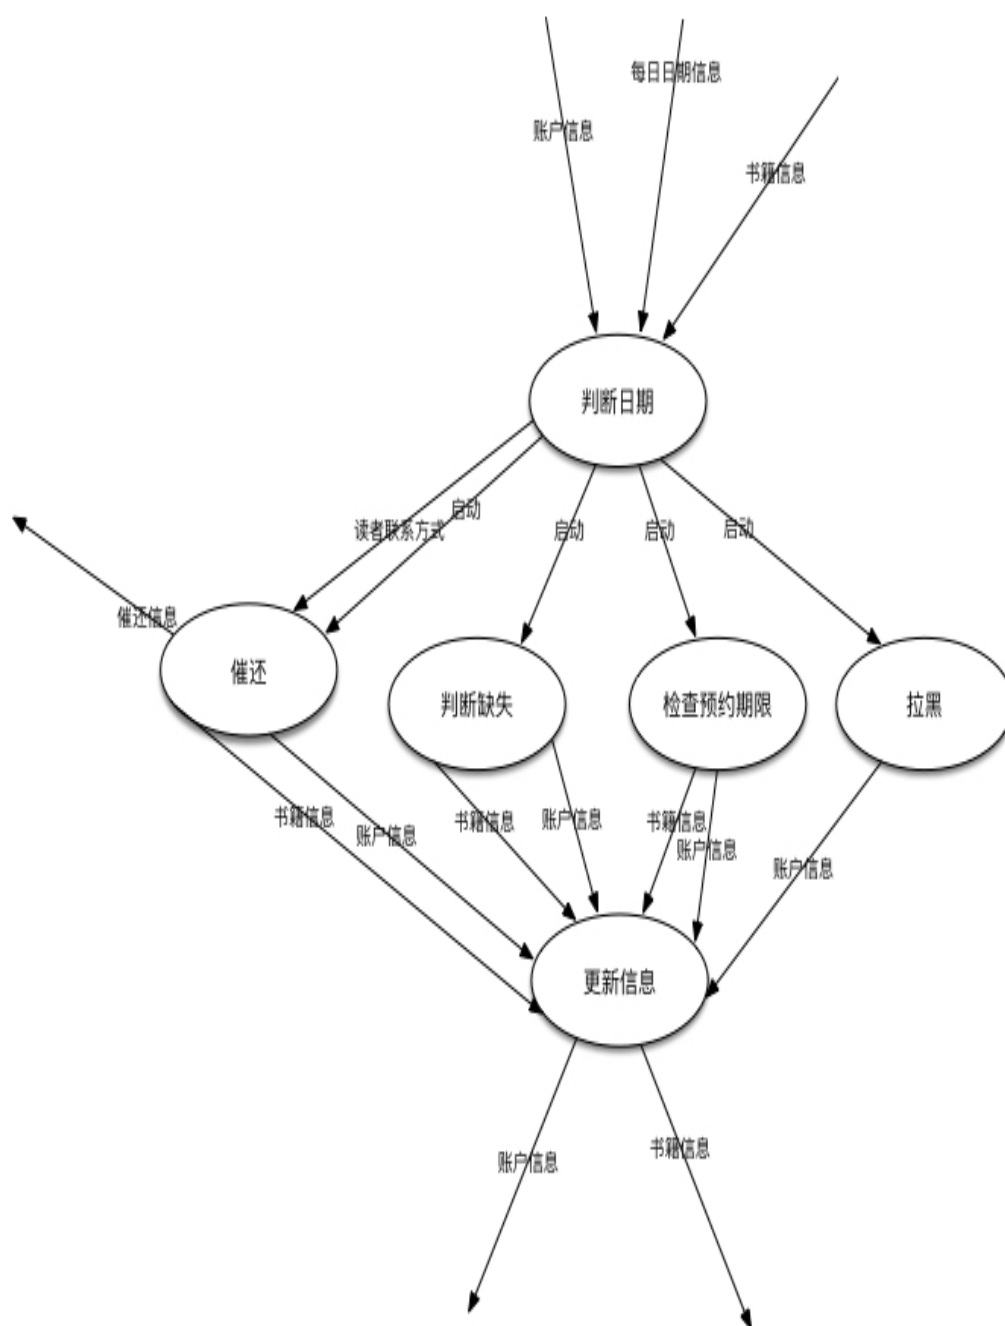 每日日期信息
账户信息
书籍信息
判断日期
启动
读者联系方式
启动
启动
启动
催还信息
催还
判断缺失
检查预约期限
拉黑
书籍信息
账户信息
书籍信息
账户信息
书籍信息
账户信息
账户信息
更新信息
账户信息
书籍信息